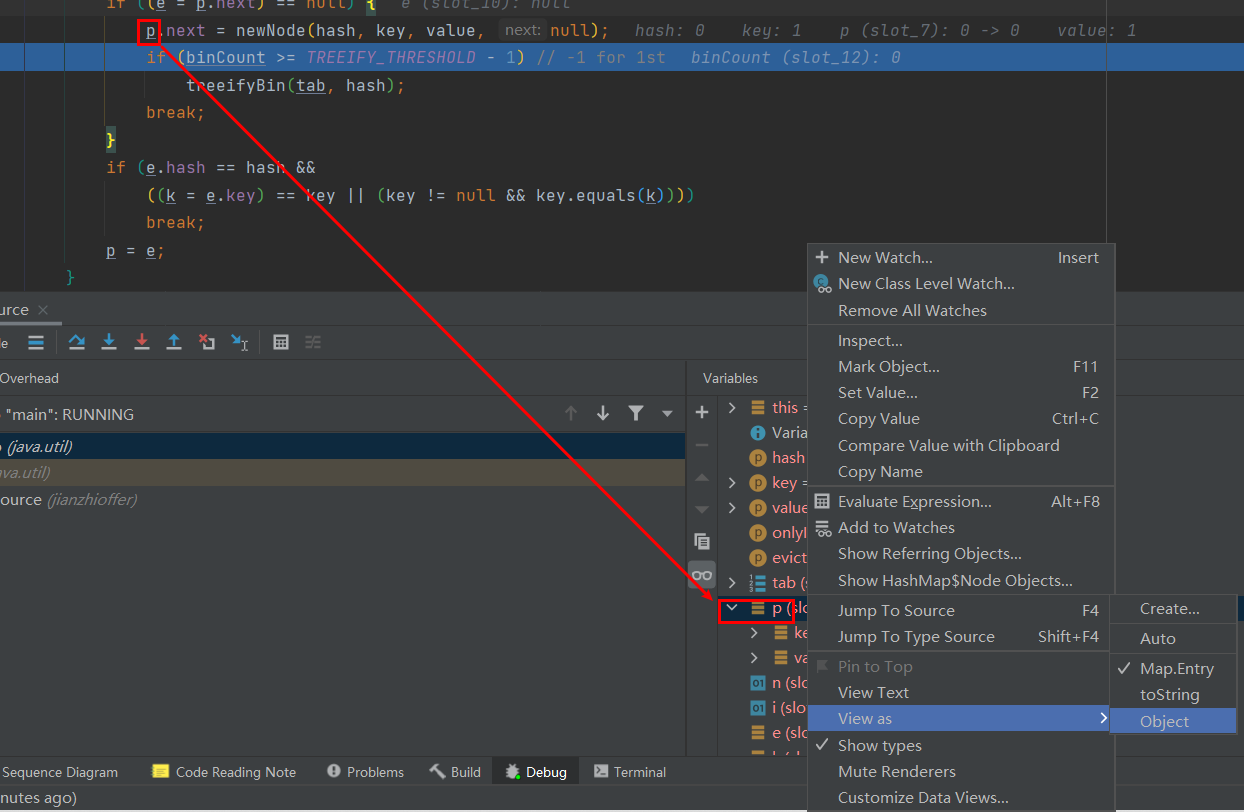 if ((e = p.next) == null) { e (slot_10): null
p.next = newNode(hash, key, value, next: null); hash: 0 key: 1 p (slot_7): 0 -> 0 value: 1
if (binCount >= TREEIFY_THRESHOLD - 1) // -1 for 1st binCount (slot_12): 0
treeifyBin(tab, hash);
break;
}
if (e.hash == hash &&
((k = e.key) == key || (key != null && key.equals(k))))
break;
p = e;
}
urce
le
Overhead
Variables
"main": RUNNING
(java.util)
ava.util)
ource (jianzhioffer)
this =
Varia
hash
key =
value
onlyI
evict
tab (s
p (slo
ke
va
n (slo
i (slo
e (slo
New Watch... Insert
New Class Level Watch...
Remove All Watches
Inspect...
Mark Object... F11
Set Value... F2
Copy Value Ctrl+C
Compare Value with Clipboard
Copy Name
Evaluate Expression... Alt+F8
Add to Watches
Show Referring Objects...
Show HashMap$Node Objects...
Jump To Source F4
Jump To Type Source Shift+F4
Pin to Top
View Text
View as
Show types
Mute Renderers
Customize Data Views...
Create...
Auto
Map.Entry
toString
Object
Sequence Diagram Code Reading Note Problems Build Debug Terminal
nutes ago)